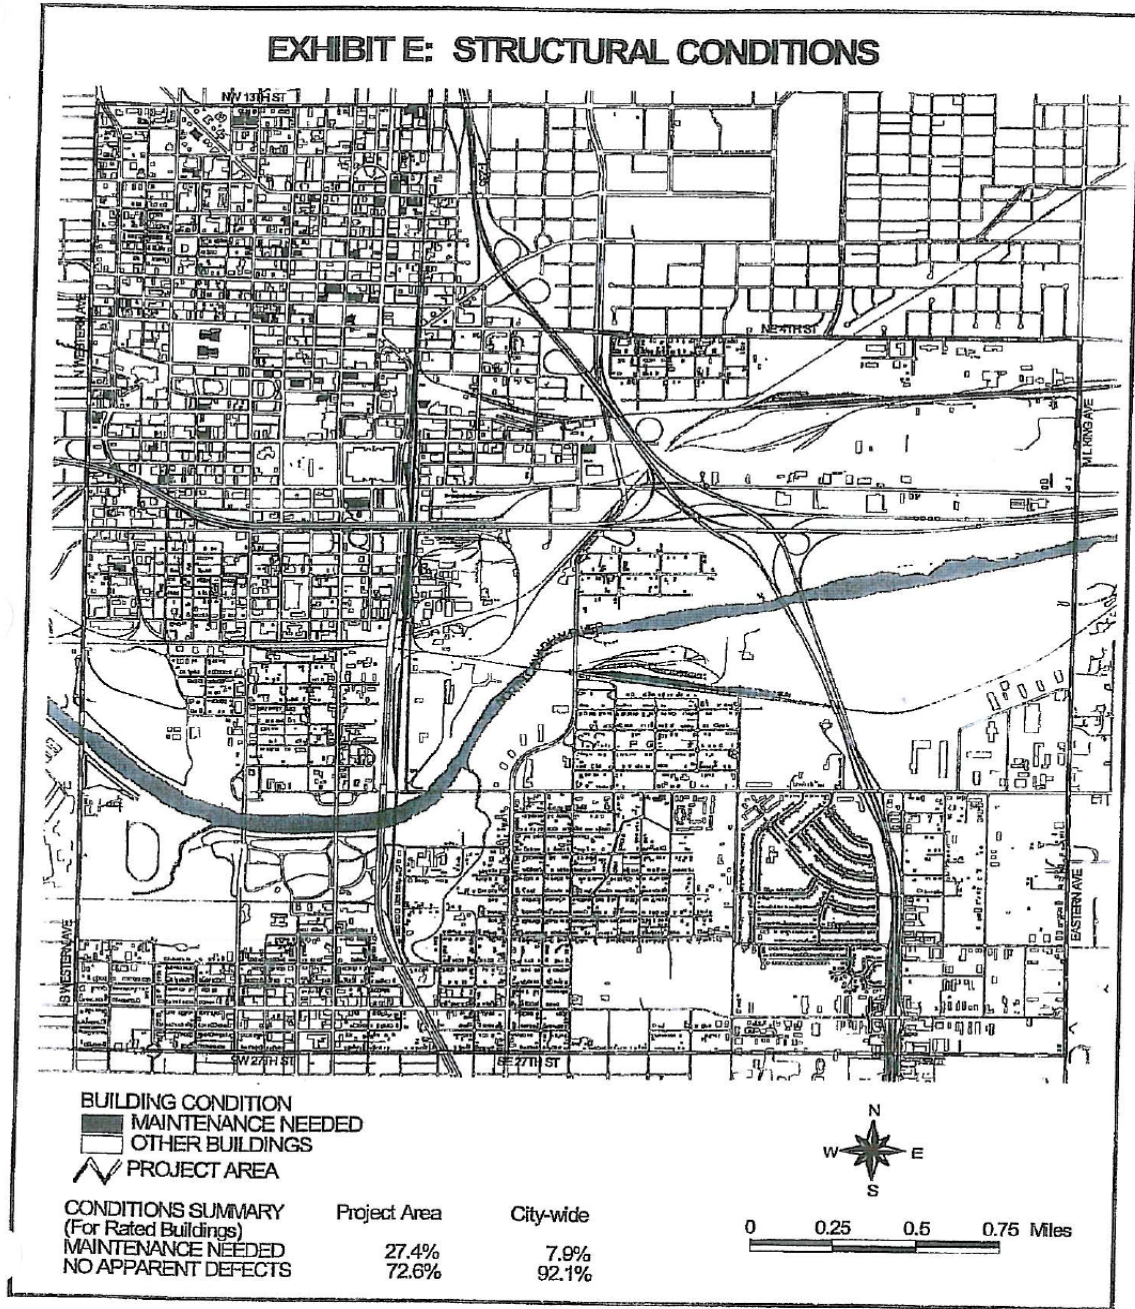 EXHIBIT E: STRUCTURAL CONDITIONS
NW 13TH ST
I-235
N WESTERN AVE
NE 4TH ST
M L KING AVE
EASTERN AVE
S WESTERN AVE
SW 27TH ST
SE 27TH ST
BUILDING CONDITION
MAINTENANCE NEEDED
OTHER BUILDINGS
PROJECT AREA
N
W E
S
CONDITIONS SUMMARY Project Area City-wide
(For Rated Buildings)
MAINTENANCE NEEDED 27.4% 7.9%
NO APPARENT DEFECTS 72.6% 92.1%
0 0.25 0.5 0.75 Miles